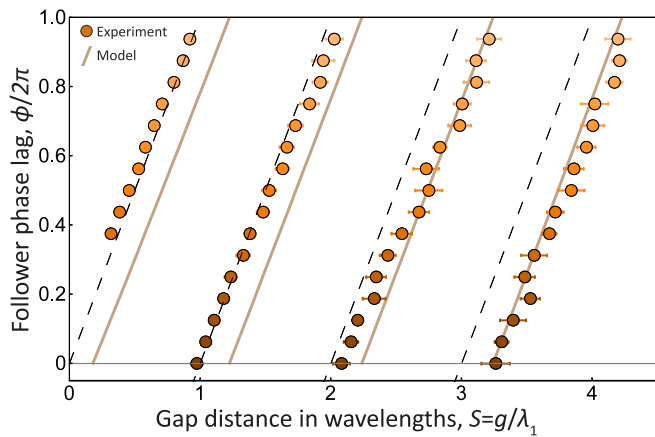 1.0
0.8
0.6
0.4
0.2
0
Follower phase lag, ϕ/2π
Experiment
Model
0
1
2
3
4
Gap distance in wavelengths, S=g/λ₁